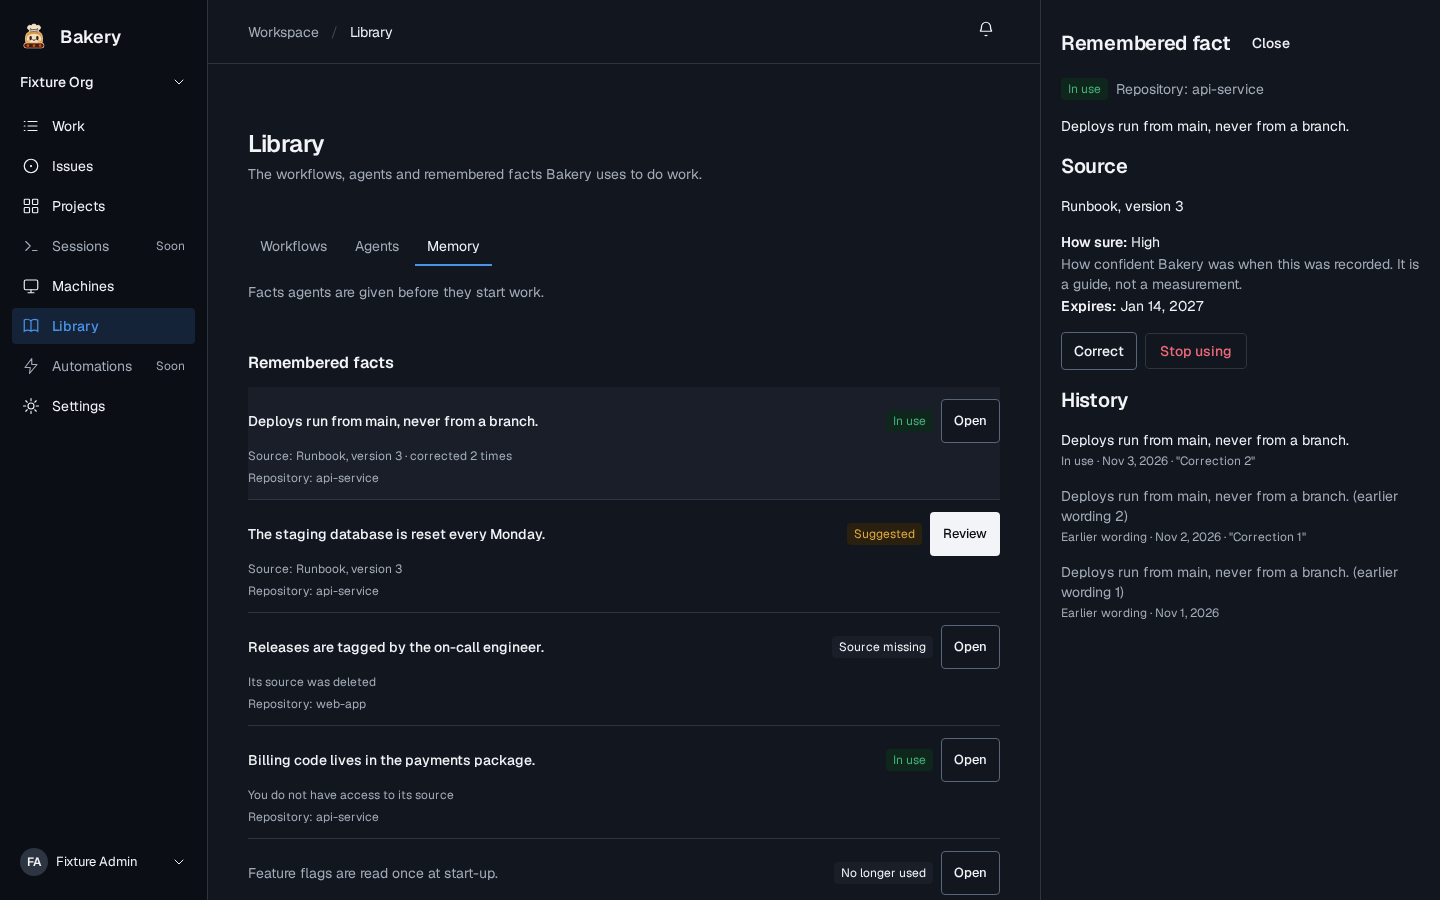 Bakery
Fixture Org
Work
Issues
Projects
Sessions Soon
Machines
Library
Automations Soon
Settings
FA Fixture Admin
Workspace / Library
Library
The workflows, agents and remembered facts Bakery uses to do work.
Workflows Agents Memory
Facts agents are given before they start work.
Remembered facts
Deploys run from main, never from a branch. In use Open
Source: Runbook, version 3 · corrected 2 times
Repository: api-service
The staging database is reset every Monday. Suggested Review
Source: Runbook, version 3
Repository: api-service
Releases are tagged by the on-call engineer. Source missing Open
Its source was deleted
Repository: web-app
Billing code lives in the payments package. In use Open
You do not have access to its source
Repository: api-service
Feature flags are read once at start-up. No longer used Open
Remembered fact Close
In use Repository: api-service
Deploys run from main, never from a branch.
Source
Runbook, version 3
How sure: High
How confident Bakery was when this was recorded. It is
a guide, not a measurement.
Expires: Jan 14, 2027
Correct Stop using
History
Deploys run from main, never from a branch.
In use · Nov 3, 2026 · "Correction 2"
Deploys run from main, never from a branch. (earlier
wording 2)
Earlier wording · Nov 2, 2026 · "Correction 1"
Deploys run from main, never from a branch. (earlier
wording 1)
Earlier wording · Nov 1, 2026